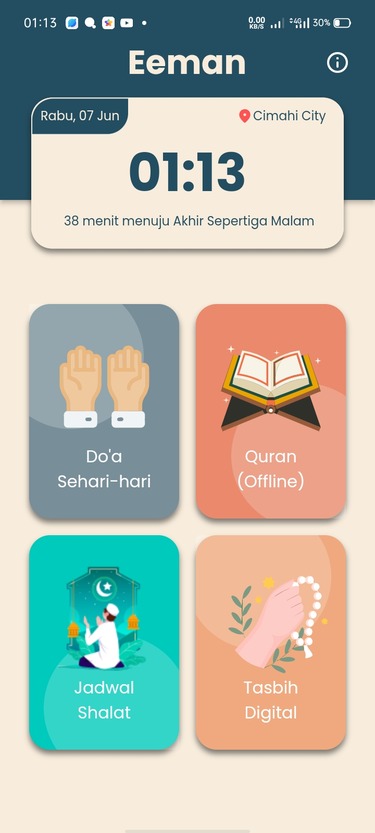 01:13
0.00
KB/S
4G
30%
Eeman
Rabu, 07 Jun
Cimahi City
01:13
38 menit menuju Akhir Sepertiga Malam
Do'a
Sehari-hari
Quran
(Offline)
Jadwal
Shalat
Tasbih
Digital